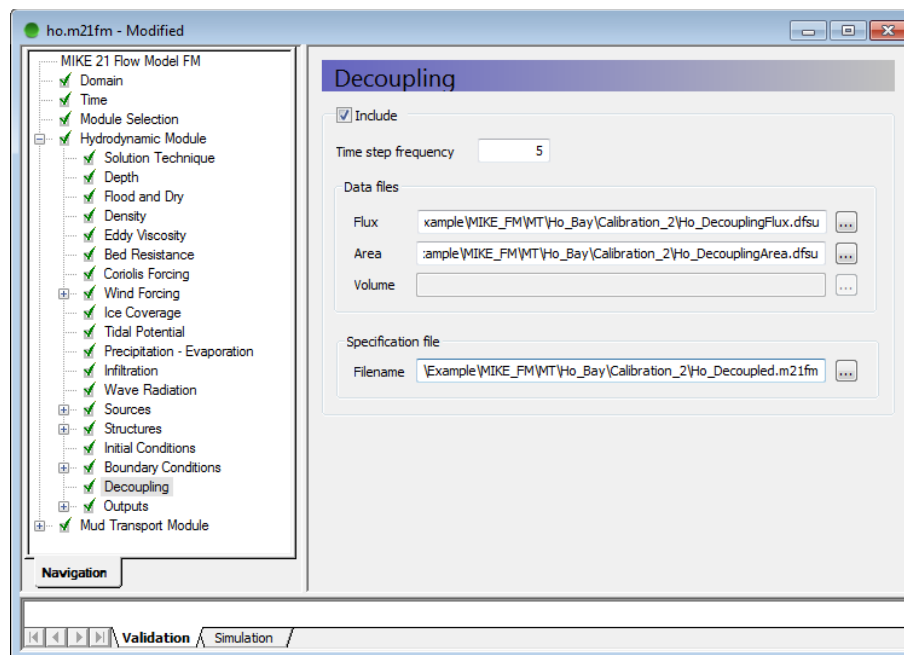 ho.m21fm - Modified
MIKE 21 Flow Model FM
Domain
Time
Module Selection
Hydrodynamic Module
Solution Technique
Depth
Flood and Dry
Density
Eddy Viscosity
Bed Resistance
Coriolis Forcing
Wind Forcing
Ice Coverage
Tidal Potential
Precipitation - Evaporation
Infiltration
Wave Radiation
Sources
Structures
Initial Conditions
Boundary Conditions
Decoupling
Outputs
Mud Transport Module
Navigation
Decoupling
Include
Time step frequency 5
Data files
Flux xample\MIKE_FM\MT\Ho_Bay\Calibration_2\Ho_DecouplingFlux.dfsu ...
Area ample\MIKE_FM\MT\Ho_Bay\Calibration_2\Ho_DecouplingArea.dfsu ...
Volume ...
Specification file
Filename \Example\MIKE_FM\MT\Ho_Bay\Calibration_2\Ho_Decoupled.m21fm ...
Validation Simulation